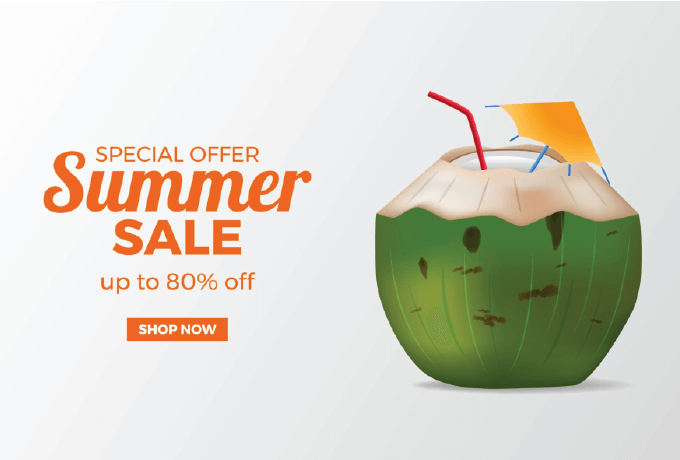 SPECIAL OFFER
Summer
SALE
up to 80% off
SHOP NOW